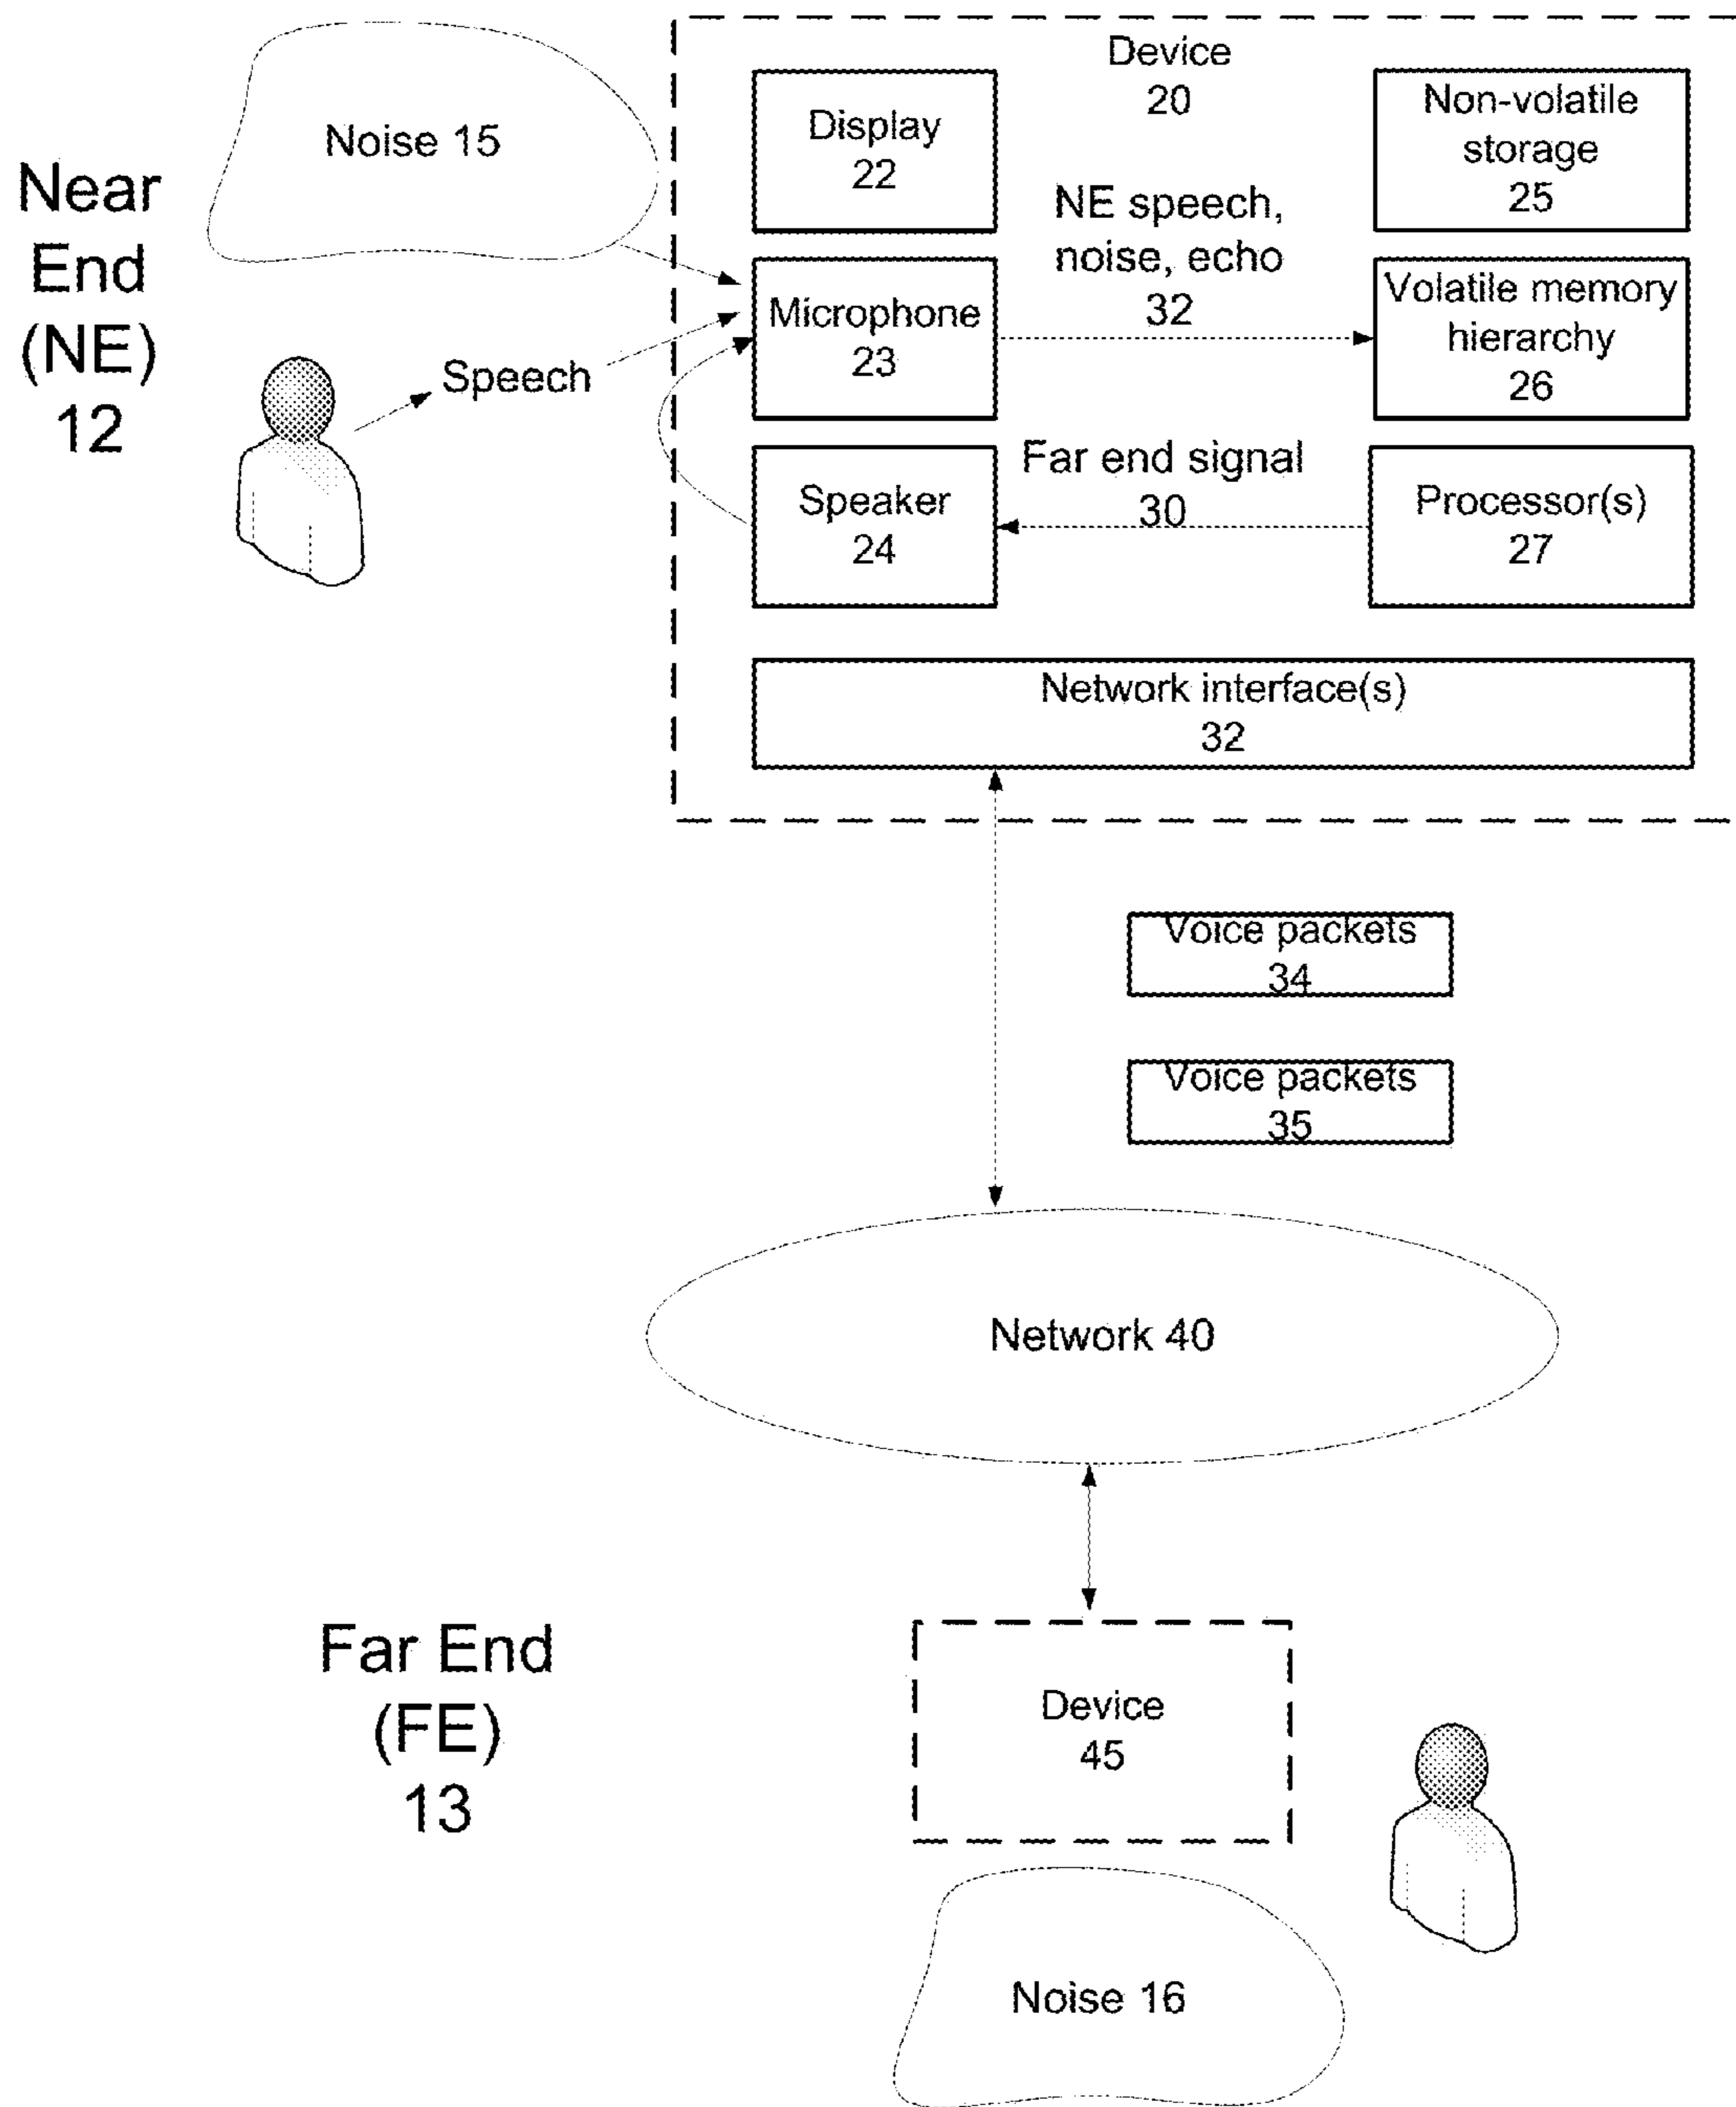 Near
End
(NE)
12
Noise 15
Speech
Device
20
Display
22
Non-volatile
storage
25
NE speech,
noise, echo
32
Microphone
23
Volatile memory
hierarchy
26
Far end signal
30
Speaker
24
Processor(s)
27
Network interface(s)
32
Voice packets
34
Voice packets
35
Network 40
Far End
(FE)
13
Device
45
Noise 16